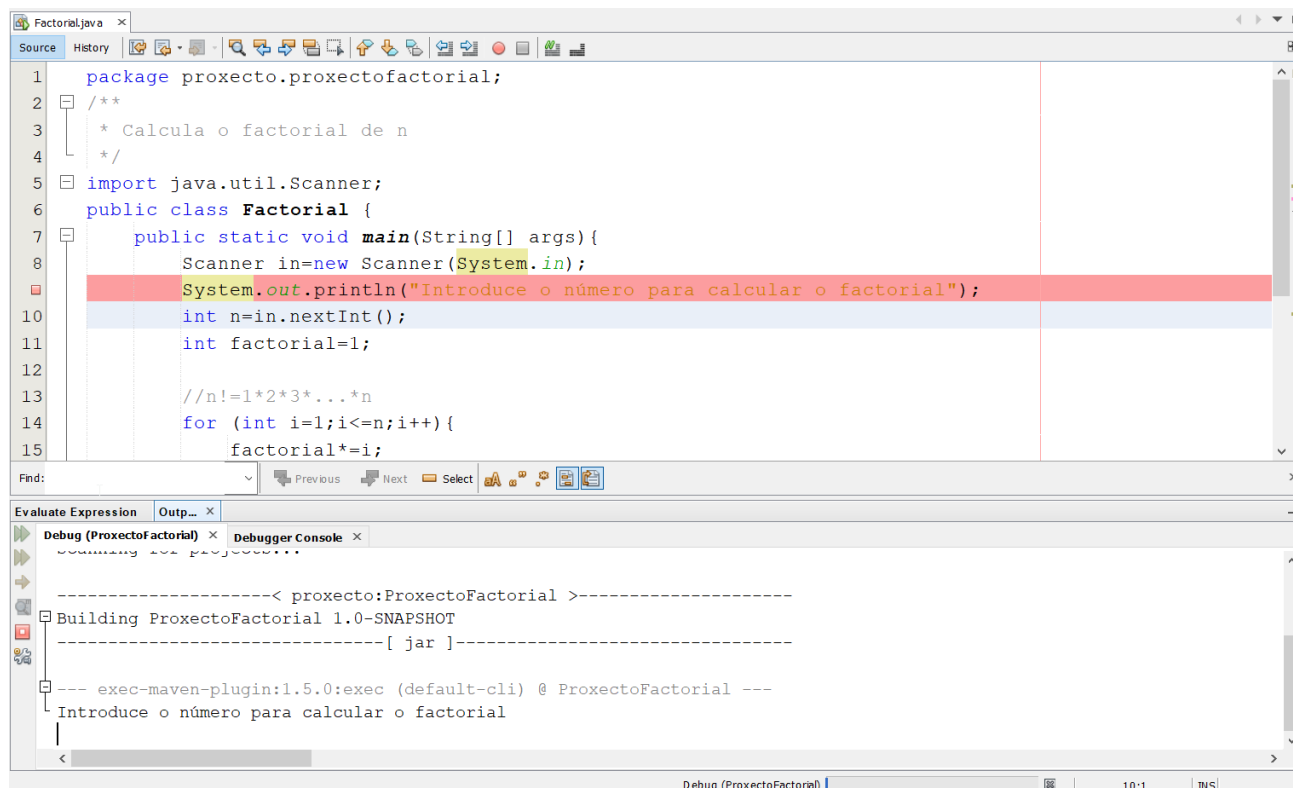 Factorial.java
Source History
1 package proxecto.proxectofactorial;
2 /**
3 * Calcula o factorial de n
4 */
5 import java.util.Scanner;
6 public class Factorial {
7 public static void main(String[] args){
8 Scanner in=new Scanner(System.in);
System.out.println("Introduce o número para calcular o factorial");
10 int n=in.nextInt();
11 int factorial=1;
12
13 //n!=1*2*3*...*n
14 for (int i=1;i<=n;i++){
15 factorial*=i;
Find: Previous Next Select
Evaluate Expression Outp...
Debug (ProxectoFactorial) Debugger Console
Scanning for projects...
---------------------< proxecto:ProxectoFactorial >---------------------
Building ProxectoFactorial 1.0-SNAPSHOT
--------------------------------[ jar ]---------------------------------
--- exec-maven-plugin:1.5.0:exec (default-cli) @ ProxectoFactorial ---
Introduce o número para calcular o factorial
Debug (ProxectoFactorial) 10:1 INS